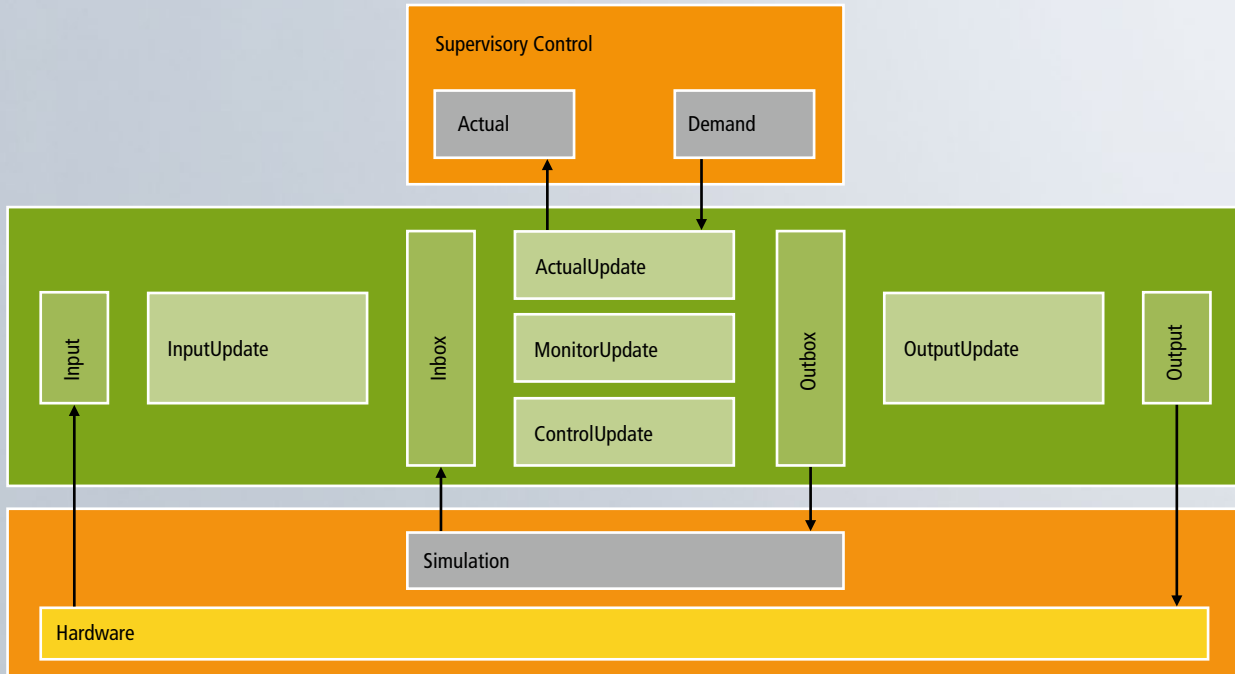 Supervisory Control
Actual
Demand
Input
InputUpdate
Inbox
ActualUpdate
MonitorUpdate
ControlUpdate
Outbox
OutputUpdate
Output
Simulation
Hardware